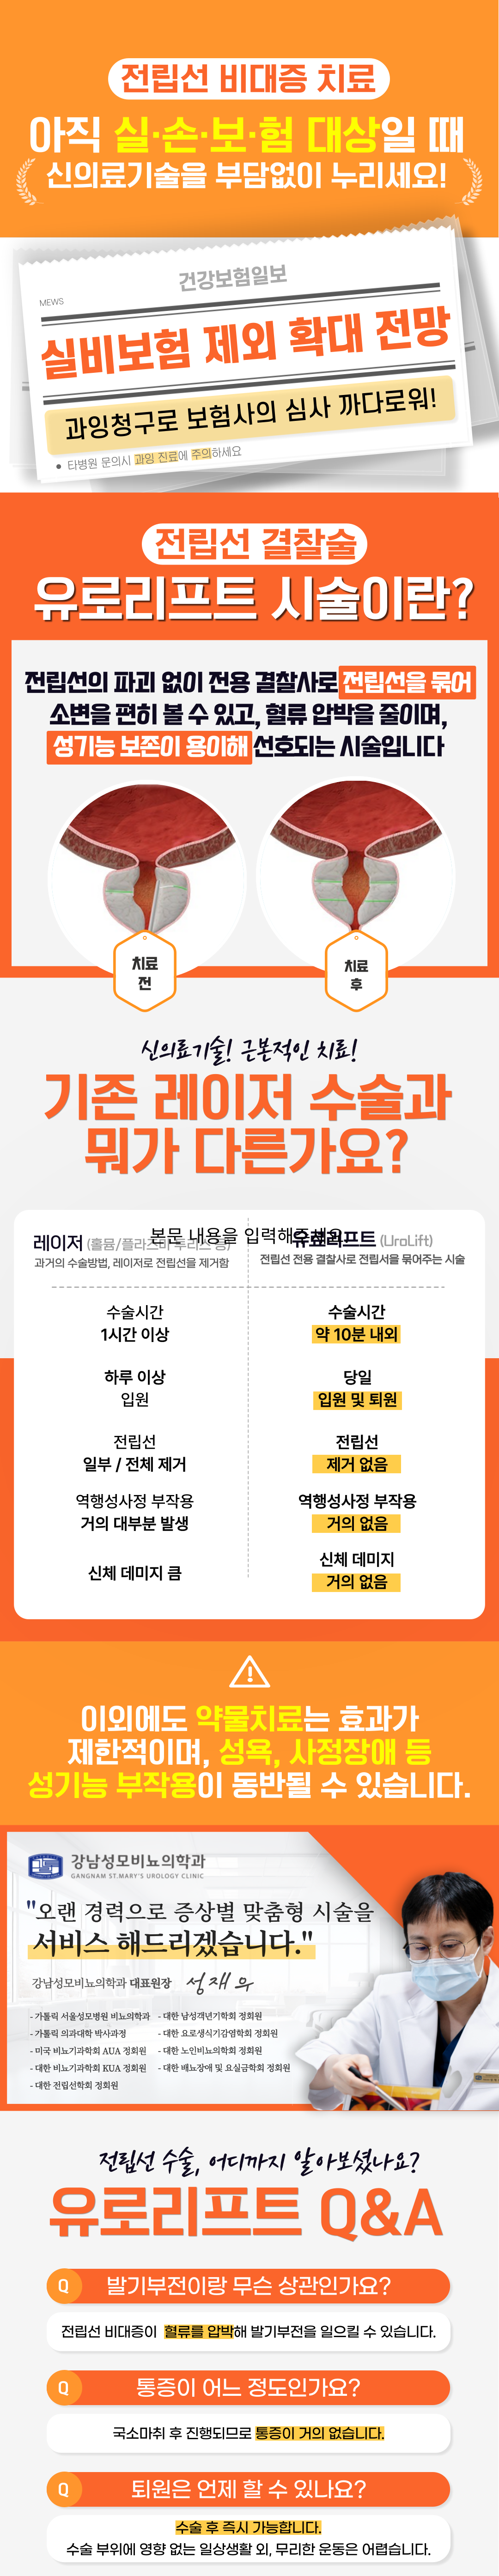 전립선 비대증 치료
아직 실·손·보·험 대상일 때
신의료기술을 부담없이 누리세요!
건강보험일보
MEWS
실비보험 제외 확대 전망
과잉청구로 보험사의 심사 까다로워!
• 타병원 문의시 과잉 진료에 주의하세요
전립선 결찰술
유로리프트 시술이란?
전립선의 파괴 없이 전용 결찰사로 전립선을 묶어
소변을 편히 볼 수 있고, 혈류 압박을 줄이며,
성기능 보존이 용이해 선호되는 시술입니다
치료
전
치료
후
신의료기술! 근본적인 치료!
기존 레이저 수술과
뭐가 다른가요?
본문 내용을 입력해주세요.
레이저 (홀뮴/플라즈마 투리스 등)
과거의 수술방법, 레이저로 전립선을 제거함
유로리프트 (UroLift)
전립선 전용 결찰사로 전립서을 묶어주는 시술
수술시간
1시간 이상
수술시간
약 10분 내외
하루 이상
입원
당일
입원 및 퇴원
전립선
일부 / 전체 제거
전립선
제거 없음
역행성사정 부작용
거의 대부분 발생
역행성사정 부작용
거의 없음
신체 데미지 큼
신체 데미지
거의 없음
이외에도 약물치료는 효과가
제한적이며, 성욕, 사정장애 등
성기능 부작용이 동반될 수 있습니다.
강남성모비뇨의학과
GANGNAM ST.MARY'S UROLOGY CLINIC
"오랜 경력으로 증상별 맞춤형 시술을
서비스 해드리겠습니다."
강남성모비뇨의학과 대표원장 성재우
- 가톨릭 서울성모병원 비뇨의학과
- 가톨릭 의과대학 박사과정
- 미국 비뇨기과학회 AUA 정회원
- 대한 비뇨기과학회 KUA 정회원
- 대한 전립선학회 정회원
- 대한 남성갱년기학회 정회원
- 대한 요로생식기감염학회 정회원
- 대한 노인비뇨의학회 정회원
- 대한 배뇨장애 및 요실금학회 정회원
전립선 수술, 어디까지 알아보셨나요?
유로리프트 Q&A
Q 발기부전이랑 무슨 상관인가요?
전립선 비대증이 혈류를 압박해 발기부전을 일으킬 수 있습니다.
Q 통증이 어느 정도인가요?
국소마취 후 진행되므로 통증이 거의 없습니다.
Q 퇴원은 언제 할 수 있나요?
수술 후 즉시 가능합니다.
수술 부위에 영향 없는 일상생활 외, 무리한 운동은 어렵습니다.